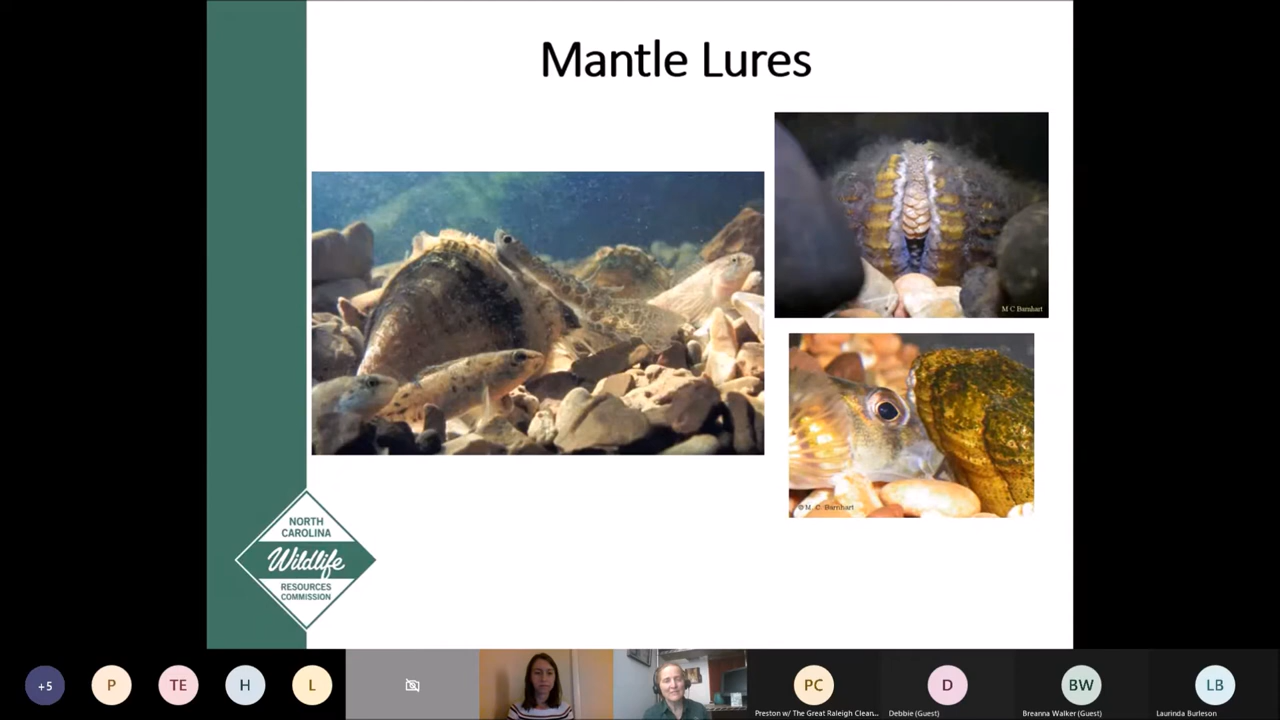 Mantle Lures
M C Barnhart
© M. C. Barnhart
NORTH
CAROLINA
Wildlife
RESOURCES
COMMISSION
+5
P
TE
H
L
PC
D
BW
LB
Preston w/ The Great Raleigh Clean...
Debbie (Guest)
Breanna Walker (Guest)
Laurinda Burleson